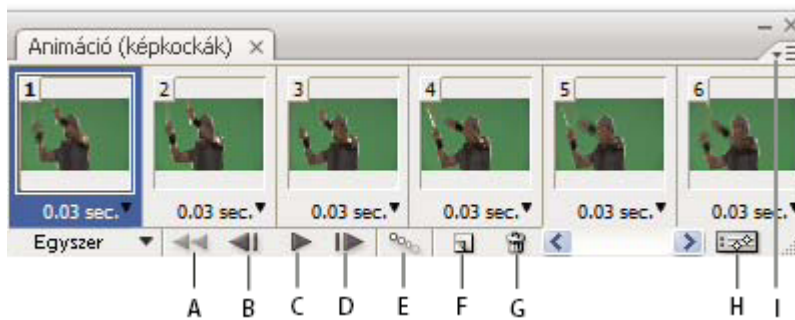 Animáció (képkockák)
1 2 3 4 5 6
0.03 sec. 0.03 sec. 0.03 sec. 0.03 sec. 0.03 sec. 0.03 sec.
Egyszer
A B C D E F G H I